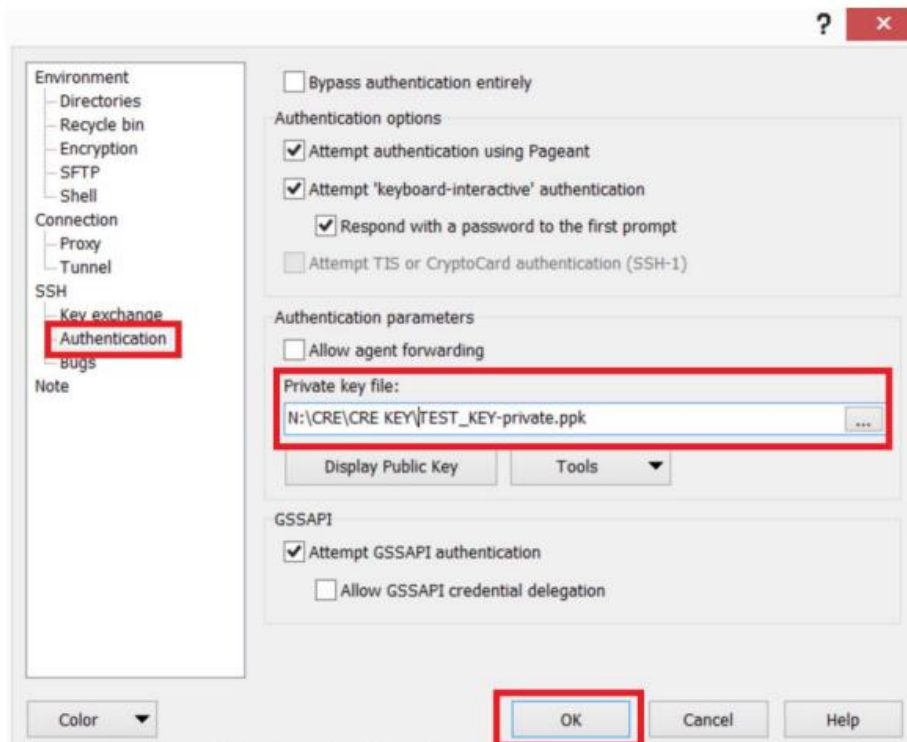 ?
Environment
Directories
Recycle bin
Encryption
SFTP
Shell
Connection
Proxy
Tunnel
SSH
Key exchange
Authentication
Bugs
Note
Bypass authentication entirely
Authentication options
Attempt authentication using Pageant
Attempt 'keyboard-interactive' authentication
Respond with a password to the first prompt
Attempt TIS or CryptoCard authentication (SSH-1)
Authentication parameters
Allow agent forwarding
Private key file:
N:\CRE\CRE KEY\TEST_KEY-private.ppk
...
Display Public Key
Tools
GSSAPI
Attempt GSSAPI authentication
Allow GSSAPI credential delegation
Color
OK
Cancel
Help